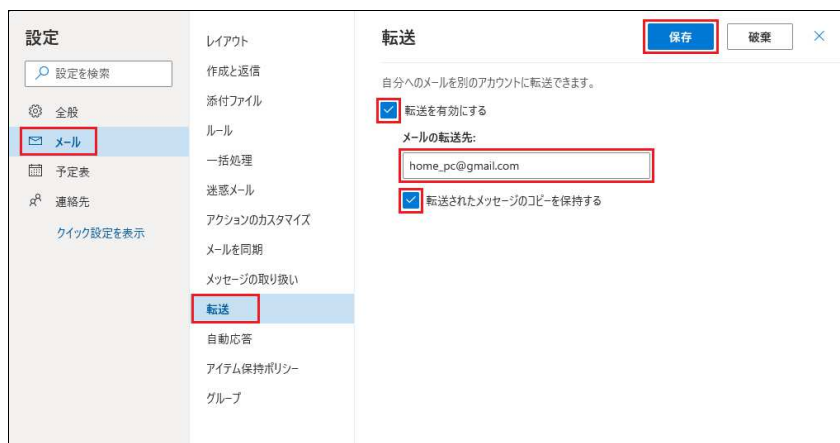 設定
設定を検索
全般
メール
予定表
連絡先
クイック設定を表示
レイアウト
作成と返信
添付ファイル
ルール
一括処理
迷惑メール
アクションのカスタマイズ
メールを同期
メッセージの取り扱い
転送
自動応答
アイテム保持ポリシー
グループ
転送
保存
破棄
自分へのメールを別のアカウントに転送できます。
転送を有効にする
メールの転送先:
home_pc@gmail.com
転送されたメッセージのコピーを保持する